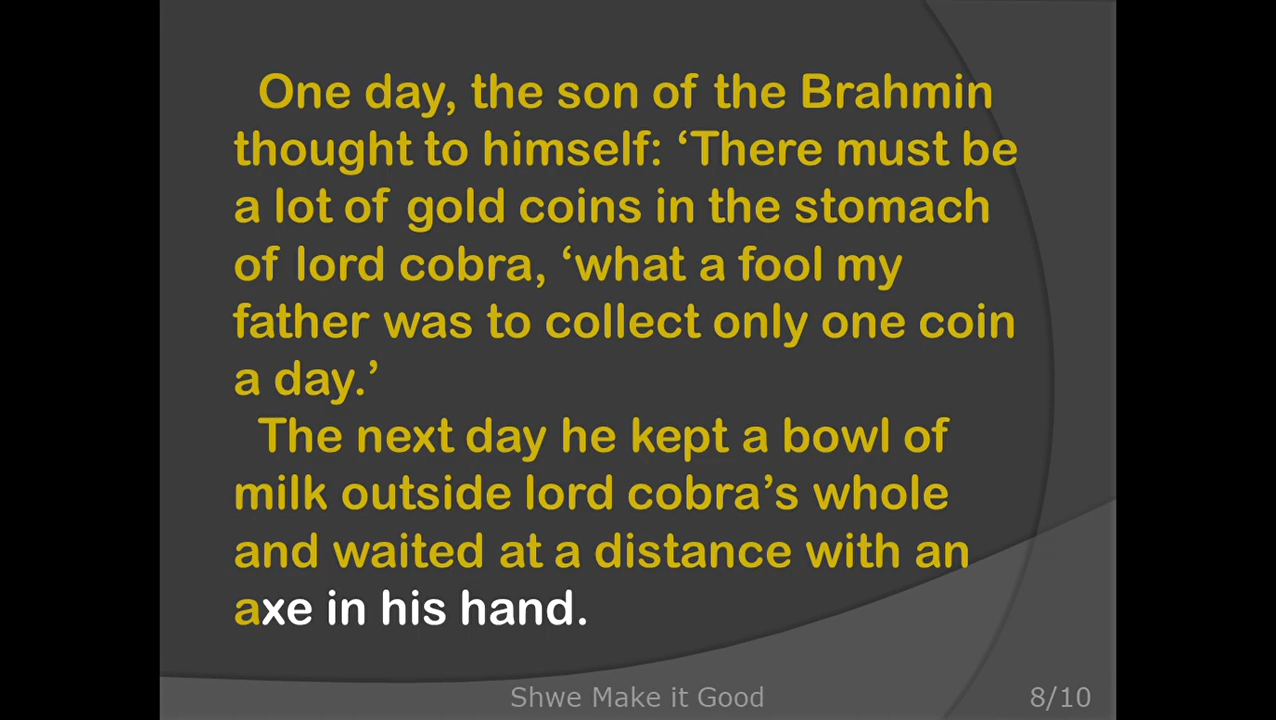 One day, the son of the Brahmin
thought to himself: ‘There must be
a lot of gold coins in the stomach
of lord cobra, ‘what a fool my
father was to collect only one coin
a day.’
The next day he kept a bowl of
milk outside lord cobra’s whole
and waited at a distance with an
axe in his hand.
Shwe Make it Good
8/10